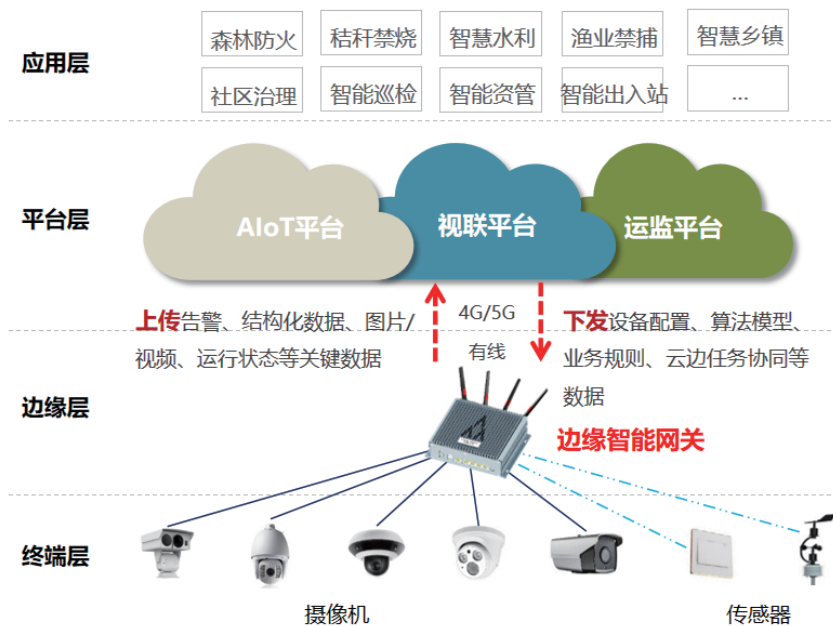 应用层
森林防火
秸秆禁烧
智慧水利
渔业禁捕
智慧乡镇
社区治理
智能巡检
智能资管
智能出入站
...
平台层
AIoT平台
视联平台
运监平台
上传告警、结构化数据、图片/
视频、运行状态等关键数据
4G/5G
有线
下发设备配置、算法模型、
业务规则、云边任务协同等
数据
边缘层
边缘智能网关
终端层
摄像机
传感器